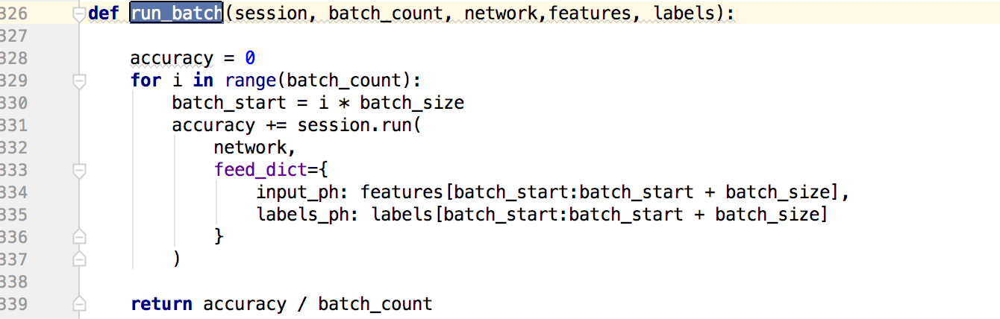 326 def run_batch(session, batch_count, network,features, labels):
327
328     accuracy = 0
329     for i in range(batch_count):
330         batch_start = i * batch_size
331         accuracy += session.run(
332             network,
333             feed_dict={
334                 input_ph: features[batch_start:batch_start + batch_size],
335                 labels_ph: labels[batch_start:batch_start + batch_size]
336             }
337         )
338
339     return accuracy / batch_count